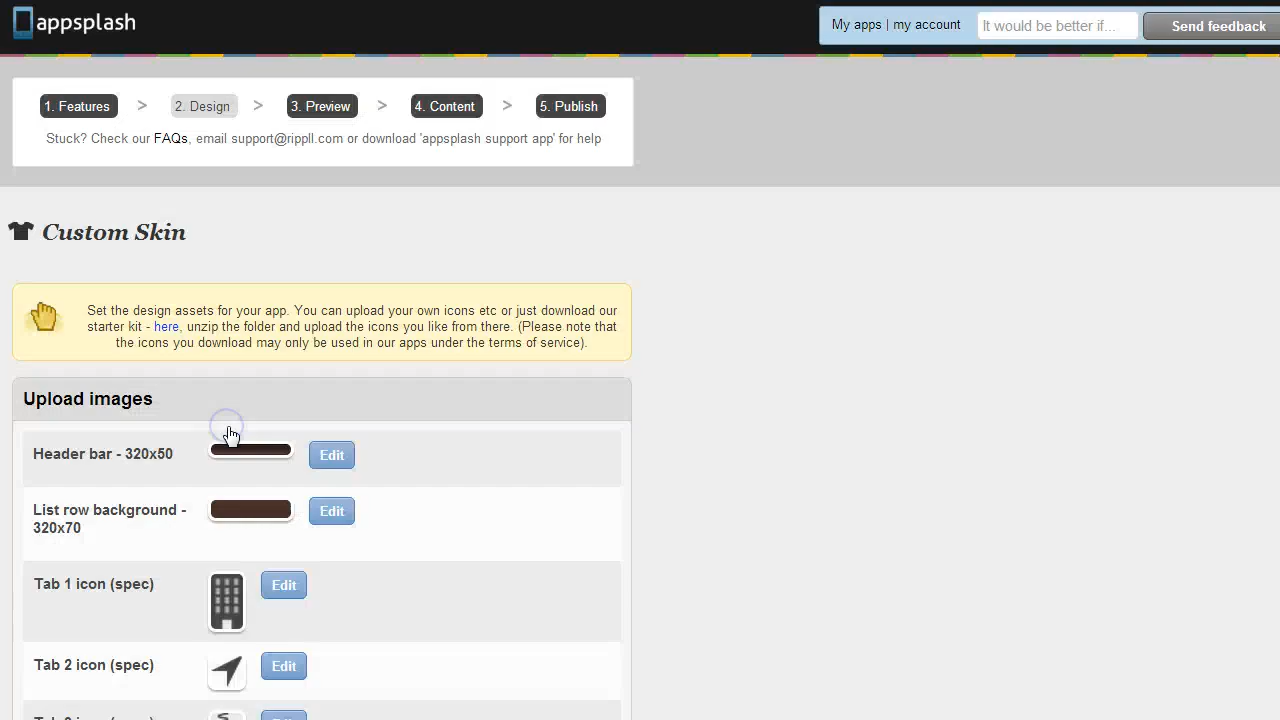 appsplash
My apps | my account
It would be better if...
Send feedback
1. Features > 2. Design > 3. Preview > 4. Content > 5. Publish
Stuck? Check our FAQs, email support@rippll.com or download 'appsplash support app' for help
Custom Skin
Set the design assets for your app. You can upload your own icons etc or just download our
starter kit - here, unzip the folder and upload the icons you like from there. (Please note that
the icons you download may only be used in our apps under the terms of service).
Upload images
Header bar - 320x50
Edit
List row background -
320x70
Edit
Tab 1 icon (spec)
Edit
Tab 2 icon (spec)
Edit